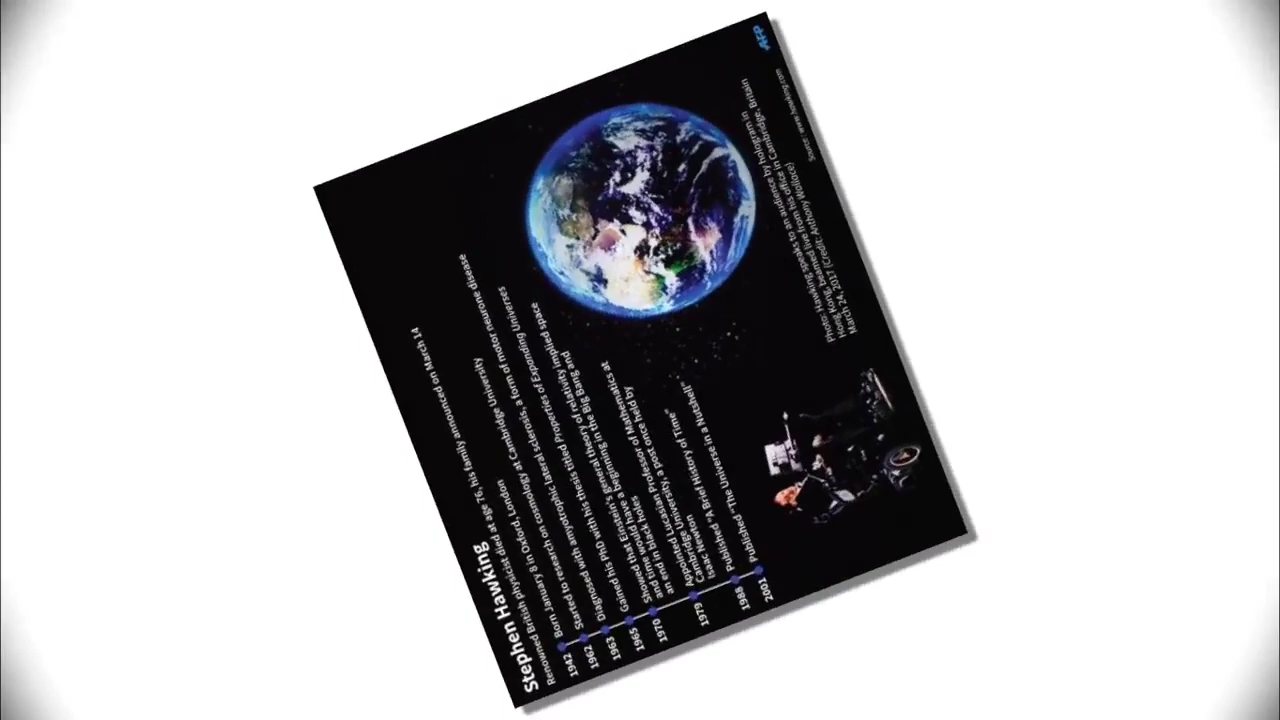 Stephen Hawking
Renowned British physicist died at age 76, his family announced on March 14
1942 Born January 8 in Oxford, London
1962 Started to research on cosmology at Cambridge University
1963 Diagnosed with amyotrophic lateral sclerosis, a form of motor neurone disease
1965 Gained his PhD with his thesis titled Properties of Expanding Universes
1970 Showed that Einstein's general theory of relativity implied space
and time would have a beginning in the Big Bang and
an end in black holes
1979 Appointed Lucasian Professor of Mathematics at
Cambridge University, a post once held by
Isaac Newton
1988 Published "A Brief History of Time"
2001 Published "The Universe in a Nutshell"
Photo: Hawking speaks to an audience by hologram in
Hong Kong, beamed live from his office in Cambridge, Britain
March 24, 2017 (Credit: Anthony Wallace)
Source: www.hawking.com
AFP